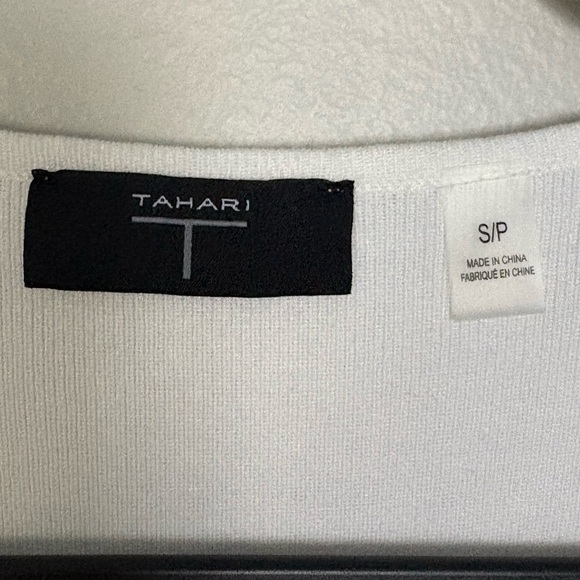 TAHARI
T
S/P
MADE IN CHINA
FABRIQUÉ EN CHINE